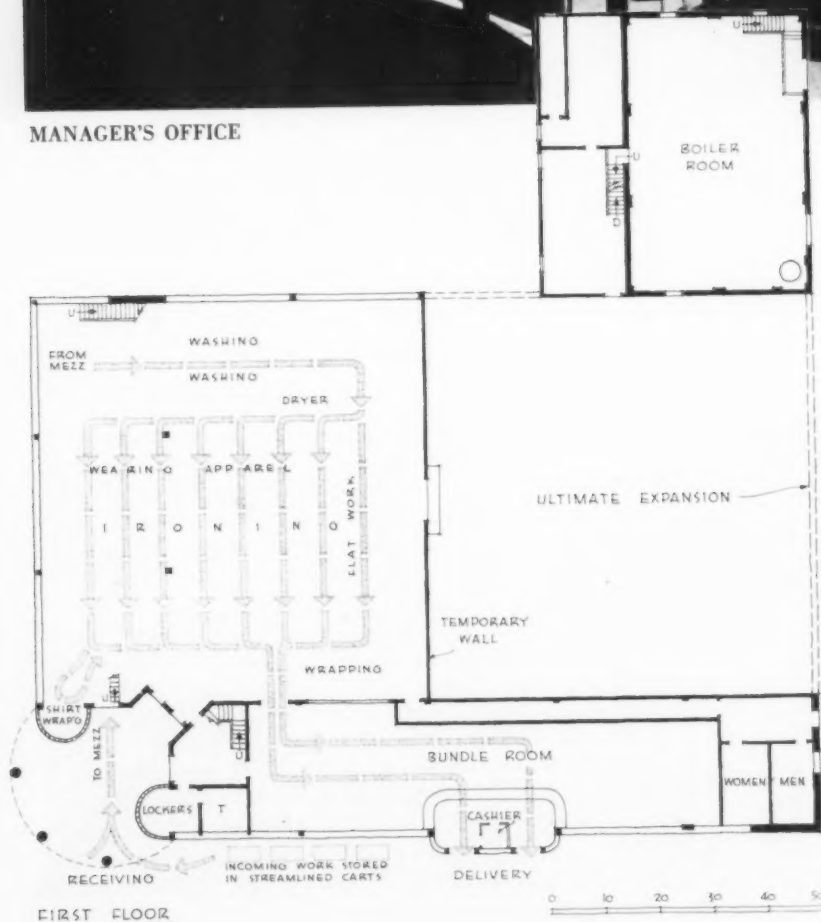 MANAGER'S OFFICE
U
BOILER
ROOM
U
D
U
WASHING
FROM
MEZZ
WASHING
DRYER
WEARING APPAREL
IRONING
FLAT WORK
ULTIMATE EXPANSION
TEMPORARY
WALL
WRAPPING
SHIRT
WRAP'G
U
TO MEZZ
BUNDLE ROOM
WOMEN
MEN
LOCKERS
T
CASHIER
RECEIVING
INCOMING WORK STORED
IN STREAMLINED CARTS
DELIVERY
FIRST FLOOR
0 10 20 30 40 50